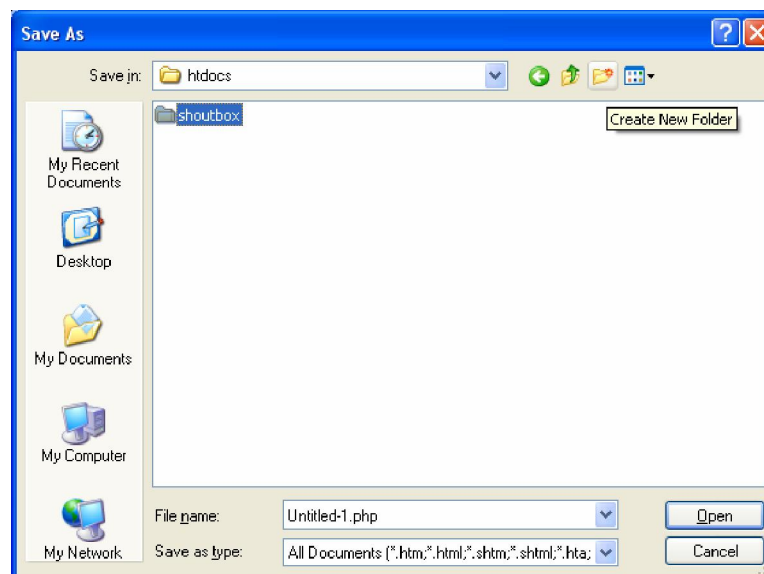 Save As
Save in:
htdocs
shoutbox
Create New Folder
My Recent
Documents
Desktop
My Documents
My Computer
My Network
File name:
Untitled-1.php
Open
Save as type:
All Documents (*.htm;*.html;*.shtm;*.shtml;*.hta;
Cancel